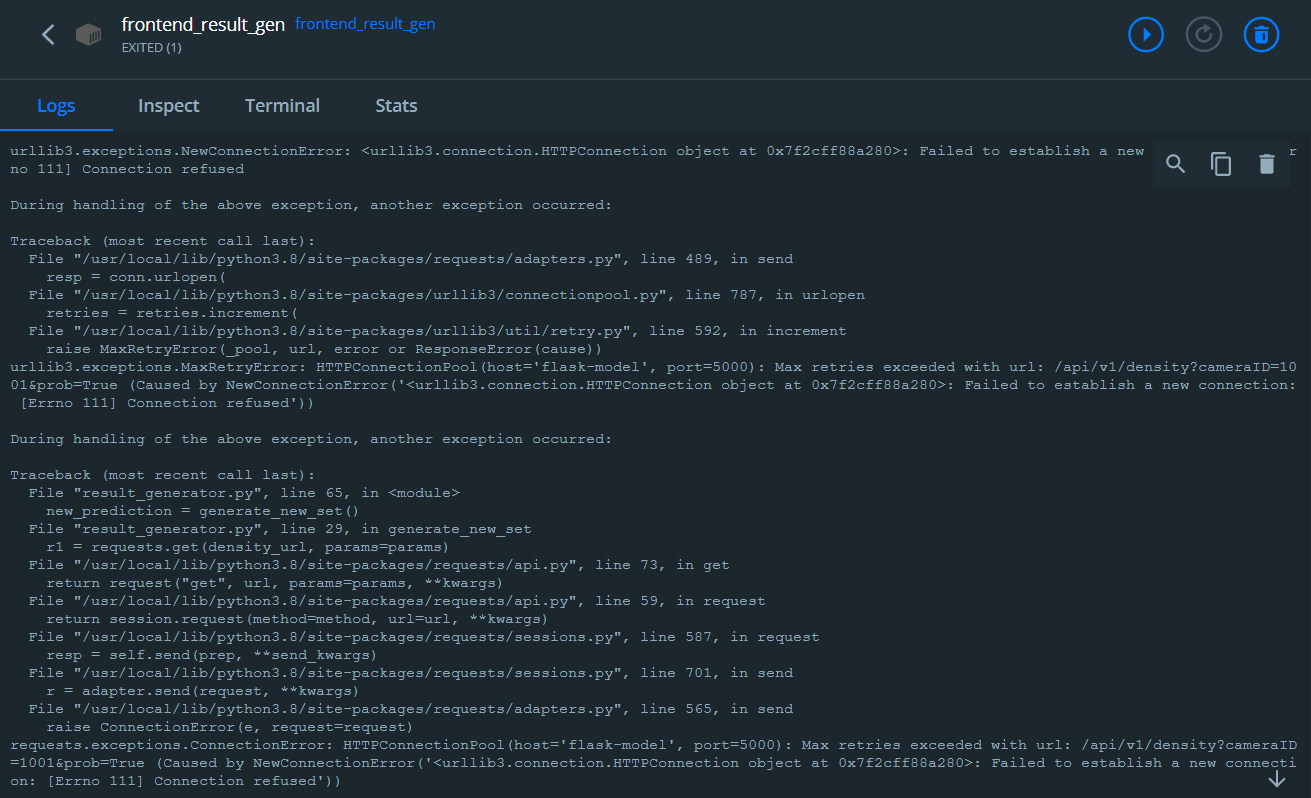 frontend_result_gen frontend_result_gen
EXITED (1)
Logs Inspect Terminal Stats
urllib3.exceptions.NewConnectionError: <urllib3.connection.HTTPConnection object at 0x7f2cff88a280>: Failed to establish a new r
no 111] Connection refused
During handling of the above exception, another exception occurred:
Traceback (most recent call last):
  File "/usr/local/lib/python3.8/site-packages/requests/adapters.py", line 489, in send
    resp = conn.urlopen(
  File "/usr/local/lib/python3.8/site-packages/urllib3/connectionpool.py", line 787, in urlopen
    retries = retries.increment(
  File "/usr/local/lib/python3.8/site-packages/urllib3/util/retry.py", line 592, in increment
    raise MaxRetryError(_pool, url, error or ResponseError(cause))
urllib3.exceptions.MaxRetryError: HTTPConnectionPool(host='flask-model', port=5000): Max retries exceeded with url: /api/v1/density?cameraID=10
01&prob=True (Caused by NewConnectionError('<urllib3.connection.HTTPConnection object at 0x7f2cff88a280>: Failed to establish a new connection:
 [Errno 111] Connection refused'))
During handling of the above exception, another exception occurred:
Traceback (most recent call last):
  File "result_generator.py", line 65, in <module>
    new_prediction = generate_new_set()
  File "result_generator.py", line 29, in generate_new_set
    r1 = requests.get(density_url, params=params)
  File "/usr/local/lib/python3.8/site-packages/requests/api.py", line 73, in get
    return request("get", url, params=params, **kwargs)
  File "/usr/local/lib/python3.8/site-packages/requests/api.py", line 59, in request
    return session.request(method=method, url=url, **kwargs)
  File "/usr/local/lib/python3.8/site-packages/requests/sessions.py", line 587, in request
    resp = self.send(prep, **send_kwargs)
  File "/usr/local/lib/python3.8/site-packages/requests/sessions.py", line 701, in send
    r = adapter.send(request, **kwargs)
  File "/usr/local/lib/python3.8/site-packages/requests/adapters.py", line 565, in send
    raise ConnectionError(e, request=request)
requests.exceptions.ConnectionError: HTTPConnectionPool(host='flask-model', port=5000): Max retries exceeded with url: /api/v1/density?cameraID
=1001&prob=True (Caused by NewConnectionError('<urllib3.connection.HTTPConnection object at 0x7f2cff88a280>: Failed to establish a new connecti
on: [Errno 111] Connection refused'))